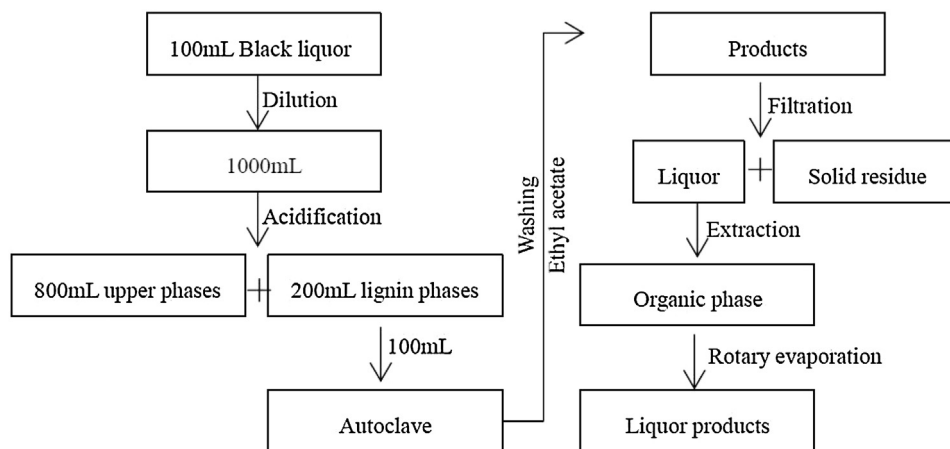 100mL Black liquor
Dilution
1000mL
Acidification
800mL upper phases
+
200mL lignin phases
100mL
Autoclave
Washing
Ethyl acetate
Products
Filtration
Liquor
+
Solid residue
Extraction
Organic phase
Rotary evaporation
Liquor products